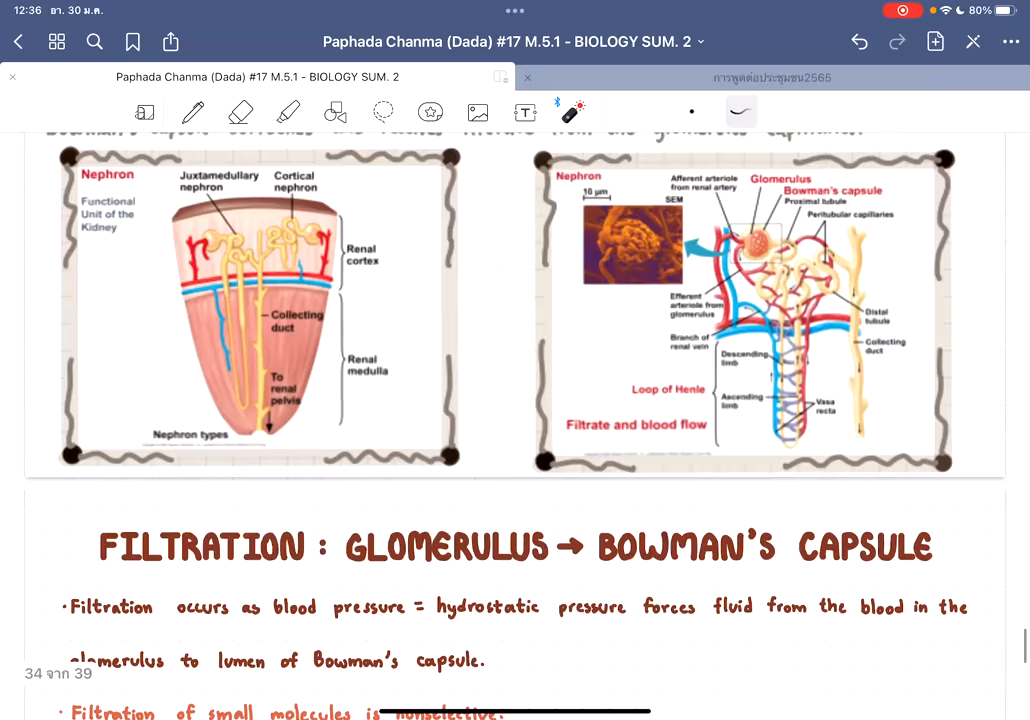 12:36 อา. 30 ม.ค.
80%
Paphada Chanma (Dada) #17 M.5.1 - BIOLOGY SUM. 2
Paphada Chanma (Dada) #17 M.5.1 - BIOLOGY SUM. 2
การพูดต่อประชุมชน2565
Nephron
Functional
Unit of the
Kidney
Juxtamedullary
nephron
Cortical
nephron
Renal
cortex
Collecting
duct
Renal
medulla
To
renal
pelvis
Nephron types
Nephron
10 µm
SEM
Afferent arteriole
from renal artery
Glomerulus
Bowman's capsule
Proximal tubule
Peritubular capillaries
Efferent
arteriole from
glomerulus
Branch of
renal vein
Descending
limb
Loop of Henle
Ascending
limb
Distal
tubule
Collecting
duct
Vasa
recta
Filtrate and blood flow
FILTRATION : GLOMERULUS → BOWMAN'S CAPSULE
· Filtration occurs as blood pressure = hydrostatic pressure forces fluid from the blood in the
glomerulus to lumen of Bowman's capsule.
34 จาก 39
· Filtration of small molecules is nonselective.